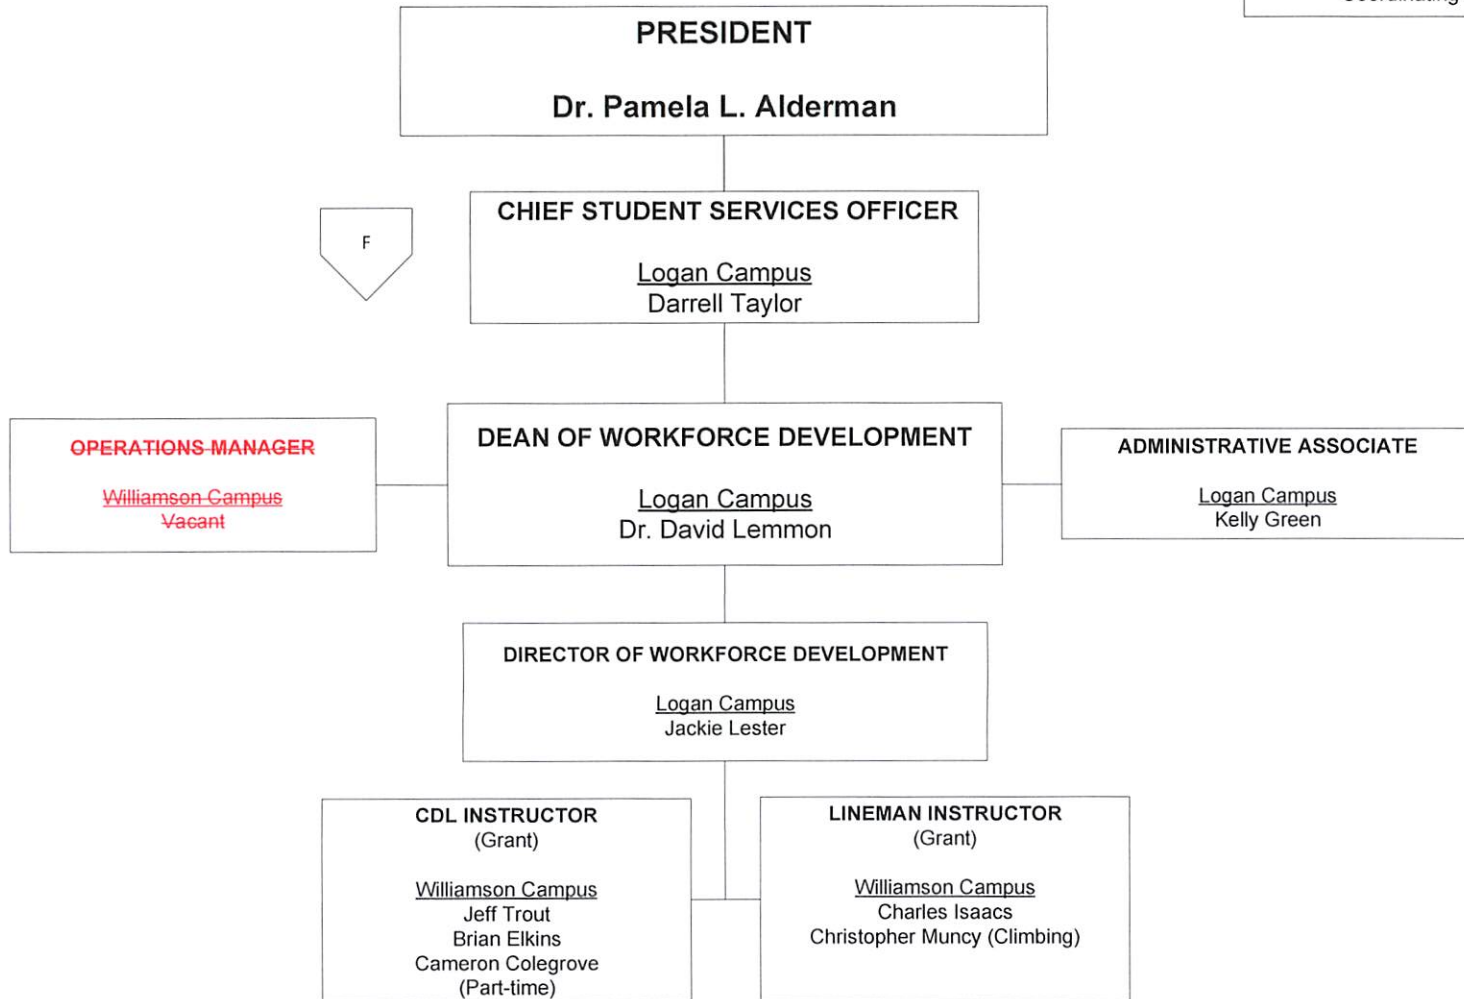 Coordinating
PRESIDENT
Dr. Pamela L. Alderman
F
CHIEF STUDENT SERVICES OFFICER
Logan Campus
Darrell Taylor
OPERATIONS MANAGER
Williamson Campus
Vacant
DEAN OF WORKFORCE DEVELOPMENT
Logan Campus
Dr. David Lemmon
ADMINISTRATIVE ASSOCIATE
Logan Campus
Kelly Green
DIRECTOR OF WORKFORCE DEVELOPMENT
Logan Campus
Jackie Lester
CDL INSTRUCTOR
(Grant)
Williamson Campus
Jeff Trout
Brian Elkins
Cameron Colegrove
(Part-time)
LINEMAN INSTRUCTOR
(Grant)
Williamson Campus
Charles Isaacs
Christopher Muncy (Climbing)